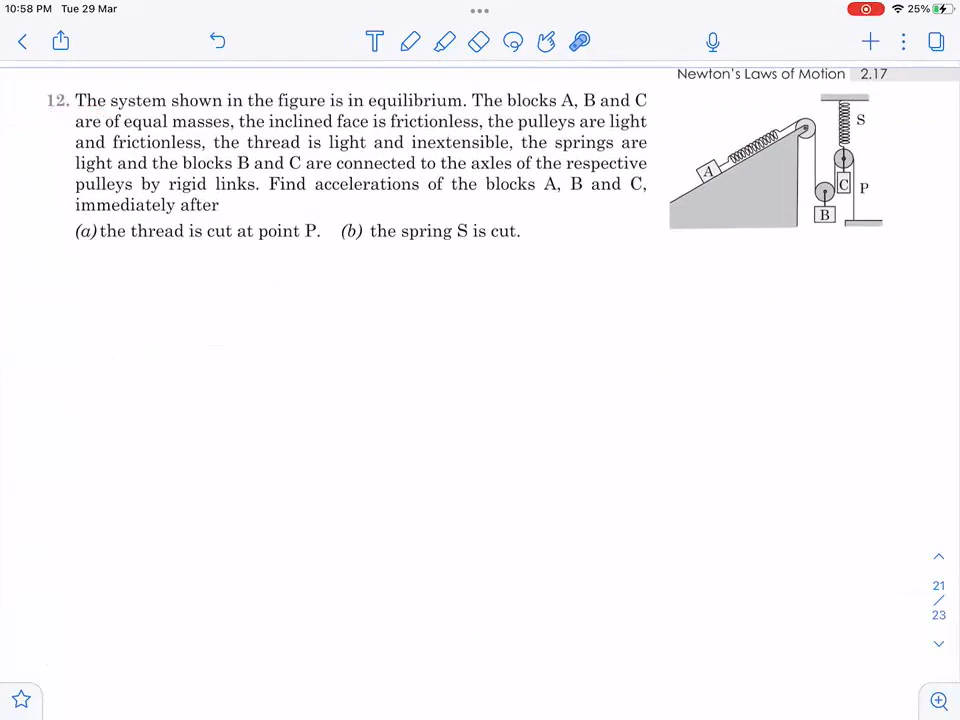 10:58 PM Tue 29 Mar
25%
Newton's Laws of Motion 2.17
12. The system shown in the figure is in equilibrium. The blocks A, B and C
are of equal masses, the inclined face is frictionless, the pulleys are light
and frictionless, the thread is light and inextensible, the springs are
light and the blocks B and C are connected to the axles of the respective
pulleys by rigid links. Find accelerations of the blocks A, B and C,
immediately after
(a) the thread is cut at point P. (b) the spring S is cut.
S
A
C
P
B
21
/
23